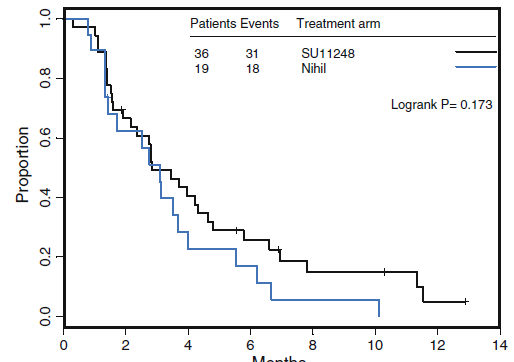 Patients Events Treatment arm
36 31 SU11248
19 18 Nihil
Logrank P= 0.173
Proportion
1.0
0.8
0.6
0.4
0.2
0.0
0 2 4 6 8 10 12 14
Months